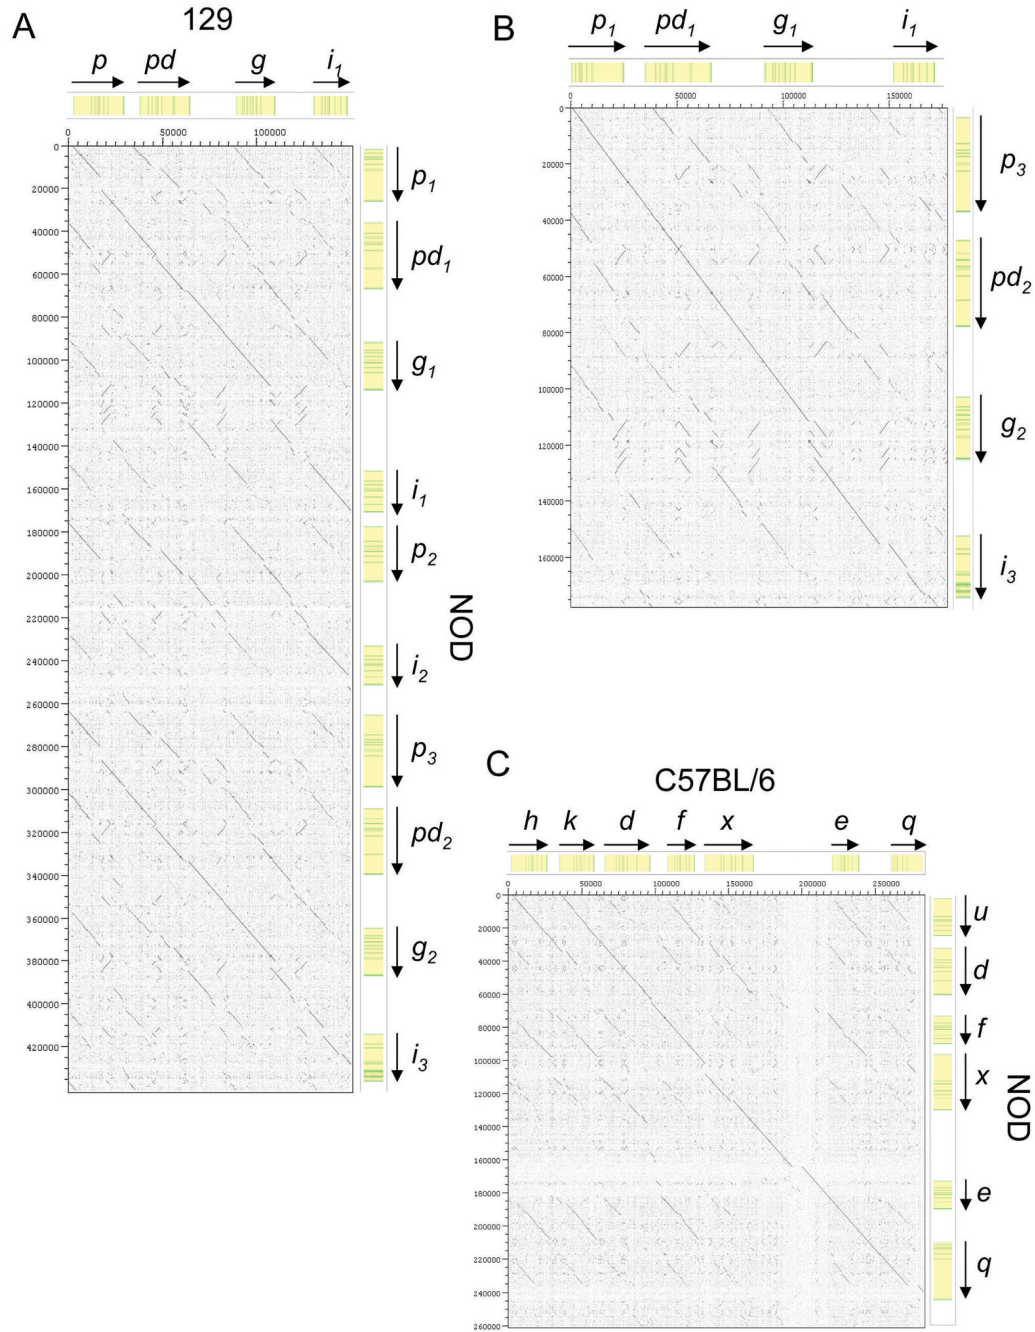 A
129
p pd g i1
0 50000 100000
0
20000
40000
60000
80000
100000
120000
140000
160000
180000
200000
220000
240000
260000
280000
300000
320000
340000
360000
380000
400000
420000
p1
pd1
g1
i1
p2
i2
p3
pd2
g2
i3
NOD
B
p1 pd1 g1 i1
0 50000 100000 150000
0
20000
40000
60000
80000
100000
120000
140000
160000
p3
pd2
g2
i3
C
C57BL/6
h k d f x e q
0 50000 100000 150000 200000 250000
0
20000
40000
60000
80000
100000
120000
140000
160000
180000
200000
220000
240000
260000
u
d
f
x
e
q
NOD